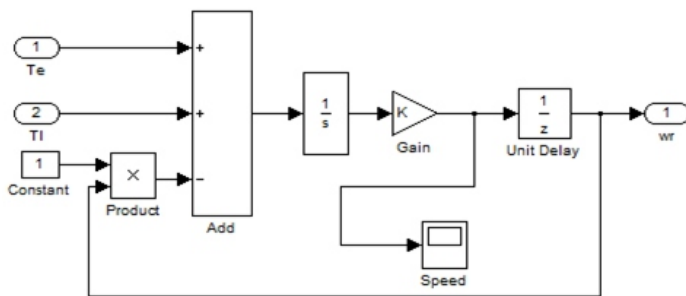 1
Te
+
2
Tl
+
1
Constant
×
Product
−
Add
1
s
K
Gain
1
z
Unit Delay
1
wr
Speed